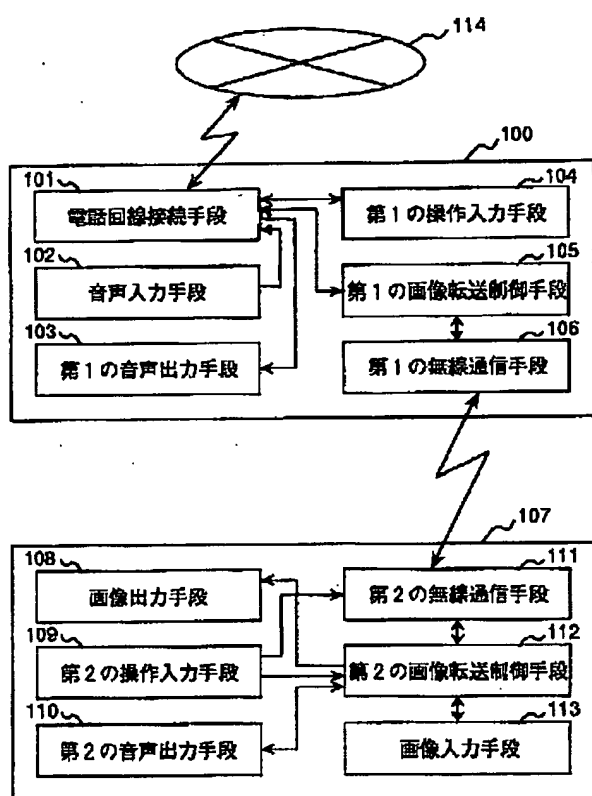 114
100
101
電話回線接続手段
104
第1の操作入力手段
102
音声入力手段
105
第1の画像転送制御手段
103
第1の音声出力手段
106
第1の無線通信手段
107
108
画像出力手段
111
第2の無線通信手段
109
第2の操作入力手段
112
第2の画像転送制御手段
110
第2の音声出力手段
113
画像入力手段